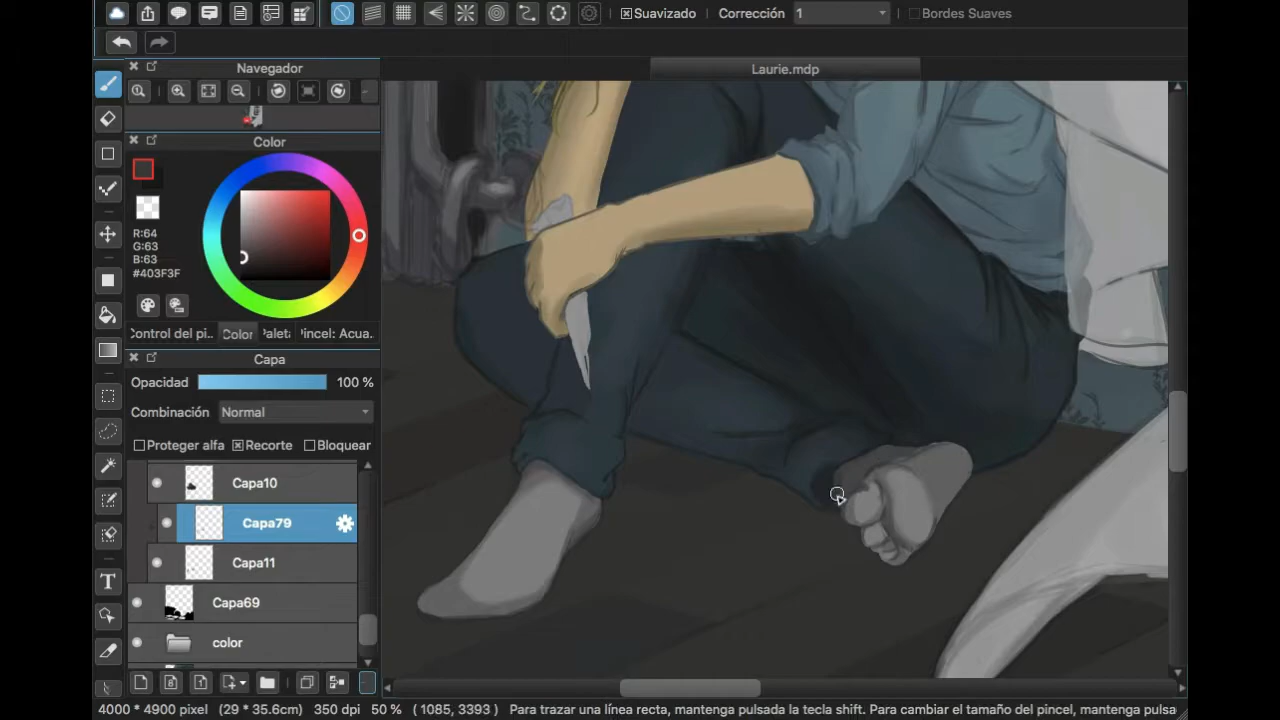 Suavizado
Corrección
1
Bordes Suaves
Navegador
Laurie.mdp
Color
R:64
G:63
B:63
#403F3F
Control del pi..
Color
Palet
Pincel: Acua..
Capa
Opacidad
100 %
Combinación
Normal
Proteger alfa
Recorte
Bloquear
Capa10
Capa79
Capa11
Capa69
color
4000 * 4900 pixel (29 * 35.6cm) 350 dpi 50 % ( 1085, 3393 ) Para trazar una línea recta, mantenga pulsada la tecla shift. Para cambiar el tamaño del pincel, mantenga pulsa